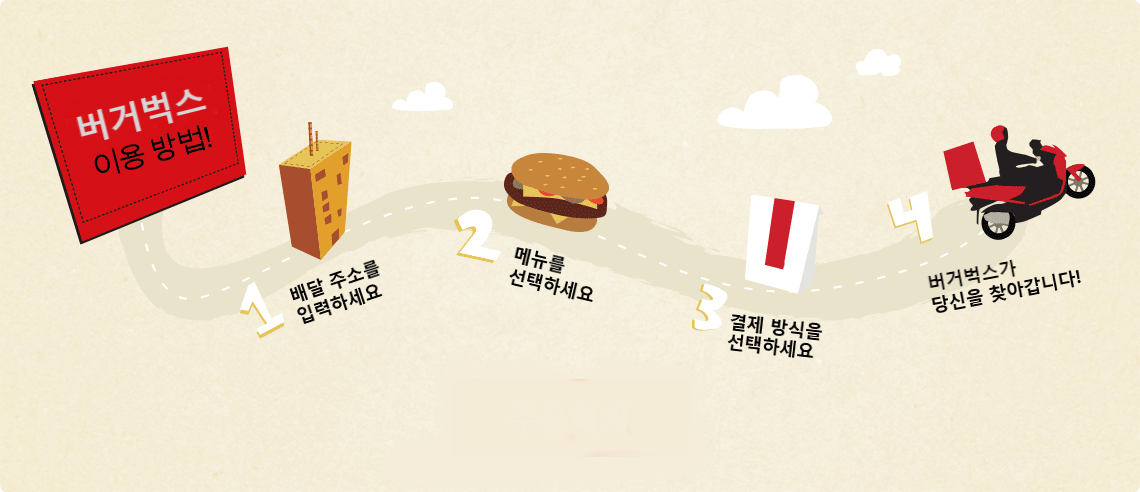 버거벅스
이용 방법!
1
배달 주소를
입력하세요
2
메뉴를
선택하세요
3
결제 방식을
선택하세요
4
버거벅스가
당신을 찾아갑니다!